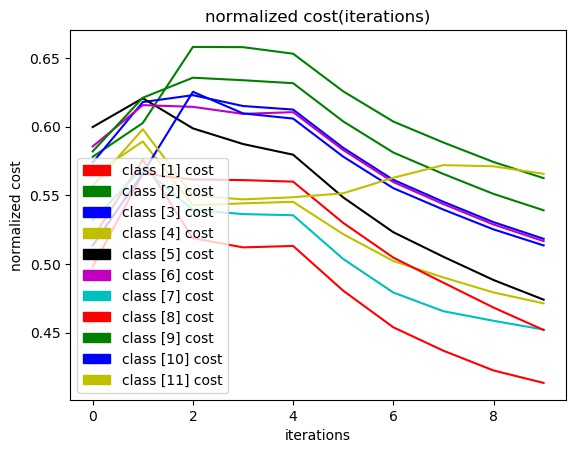 normalized cost(iterations)
normalized cost
0.65
0.60
0.55
0.50
0.45
class [1] cost
class [2] cost
class [3] cost
class [4] cost
class [5] cost
class [6] cost
class [7] cost
class [8] cost
class [9] cost
class [10] cost
class [11] cost
0 2 4 6 8
iterations